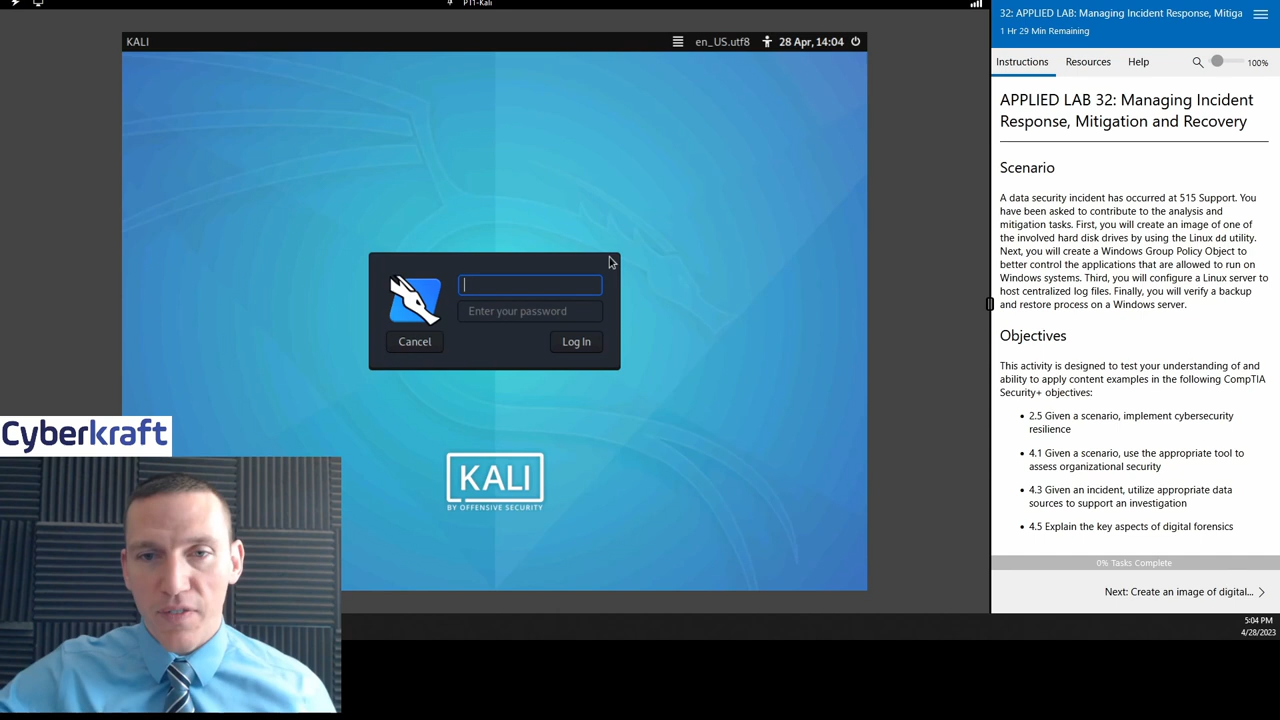 PT1-Kali
KALI
en_US.utf8
28 Apr, 14:04
Enter your password
Cancel
Log In
KALI
BY OFFENSIVE SECURITY
Cyberkraft
32: APPLIED LAB: Managing Incident Response, Mitiga
1 Hr 29 Min Remaining
Instructions
Resources
Help
100%
APPLIED LAB 32: Managing Incident
Response, Mitigation and Recovery
Scenario
A data security incident has occurred at 515 Support. You
have been asked to contribute to the analysis and
mitigation tasks. First, you will create an image of one of
the involved hard disk drives by using the Linux dd utility.
Next, you will create a Windows Group Policy Object to
better control the applications that are allowed to run on
Windows systems. Third, you will configure a Linux server to
host centralized log files. Finally, you will verify a backup
and restore process on a Windows server.
Objectives
This activity is designed to test your understanding of and
ability to apply content examples in the following CompTIA
Security+ objectives:
• 2.5 Given a scenario, implement cybersecurity
resilience
• 4.1 Given a scenario, use the appropriate tool to
assess organizational security
• 4.3 Given an incident, utilize appropriate data
sources to support an investigation
• 4.5 Explain the key aspects of digital forensics
0% Tasks Complete
Next: Create an image of digital...
5:04 PM
4/28/2023